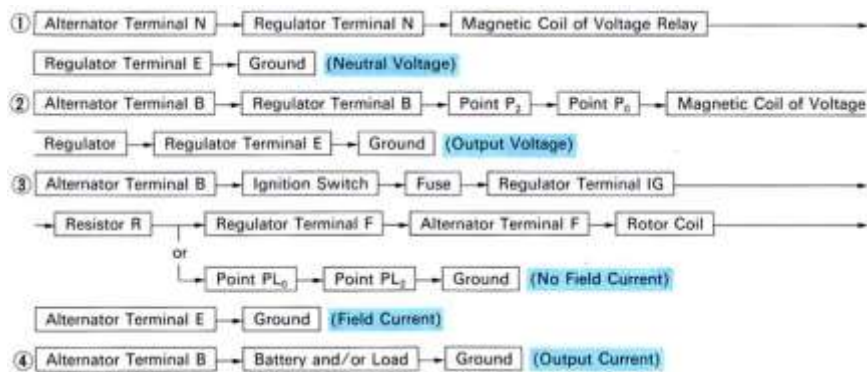 ① Alternator Terminal N Regulator Terminal N Magnetic Coil of Voltage Relay
Regulator Terminal E Ground (Neutral Voltage)
② Alternator Terminal B Regulator Terminal B Point P₂ Point P₀ Magnetic Coil of Voltage
Regulator Regulator Terminal E Ground (Output Voltage)
③ Alternator Terminal B Ignition Switch Fuse Regulator Terminal IG
Resistor R Regulator Terminal F Alternator Terminal F Rotor Coil
or
Point PL₀ Point PL₂ Ground (No Field Current)
Alternator Terminal E Ground (Field Current)
④ Alternator Terminal B Battery and/or Load Ground (Output Current)